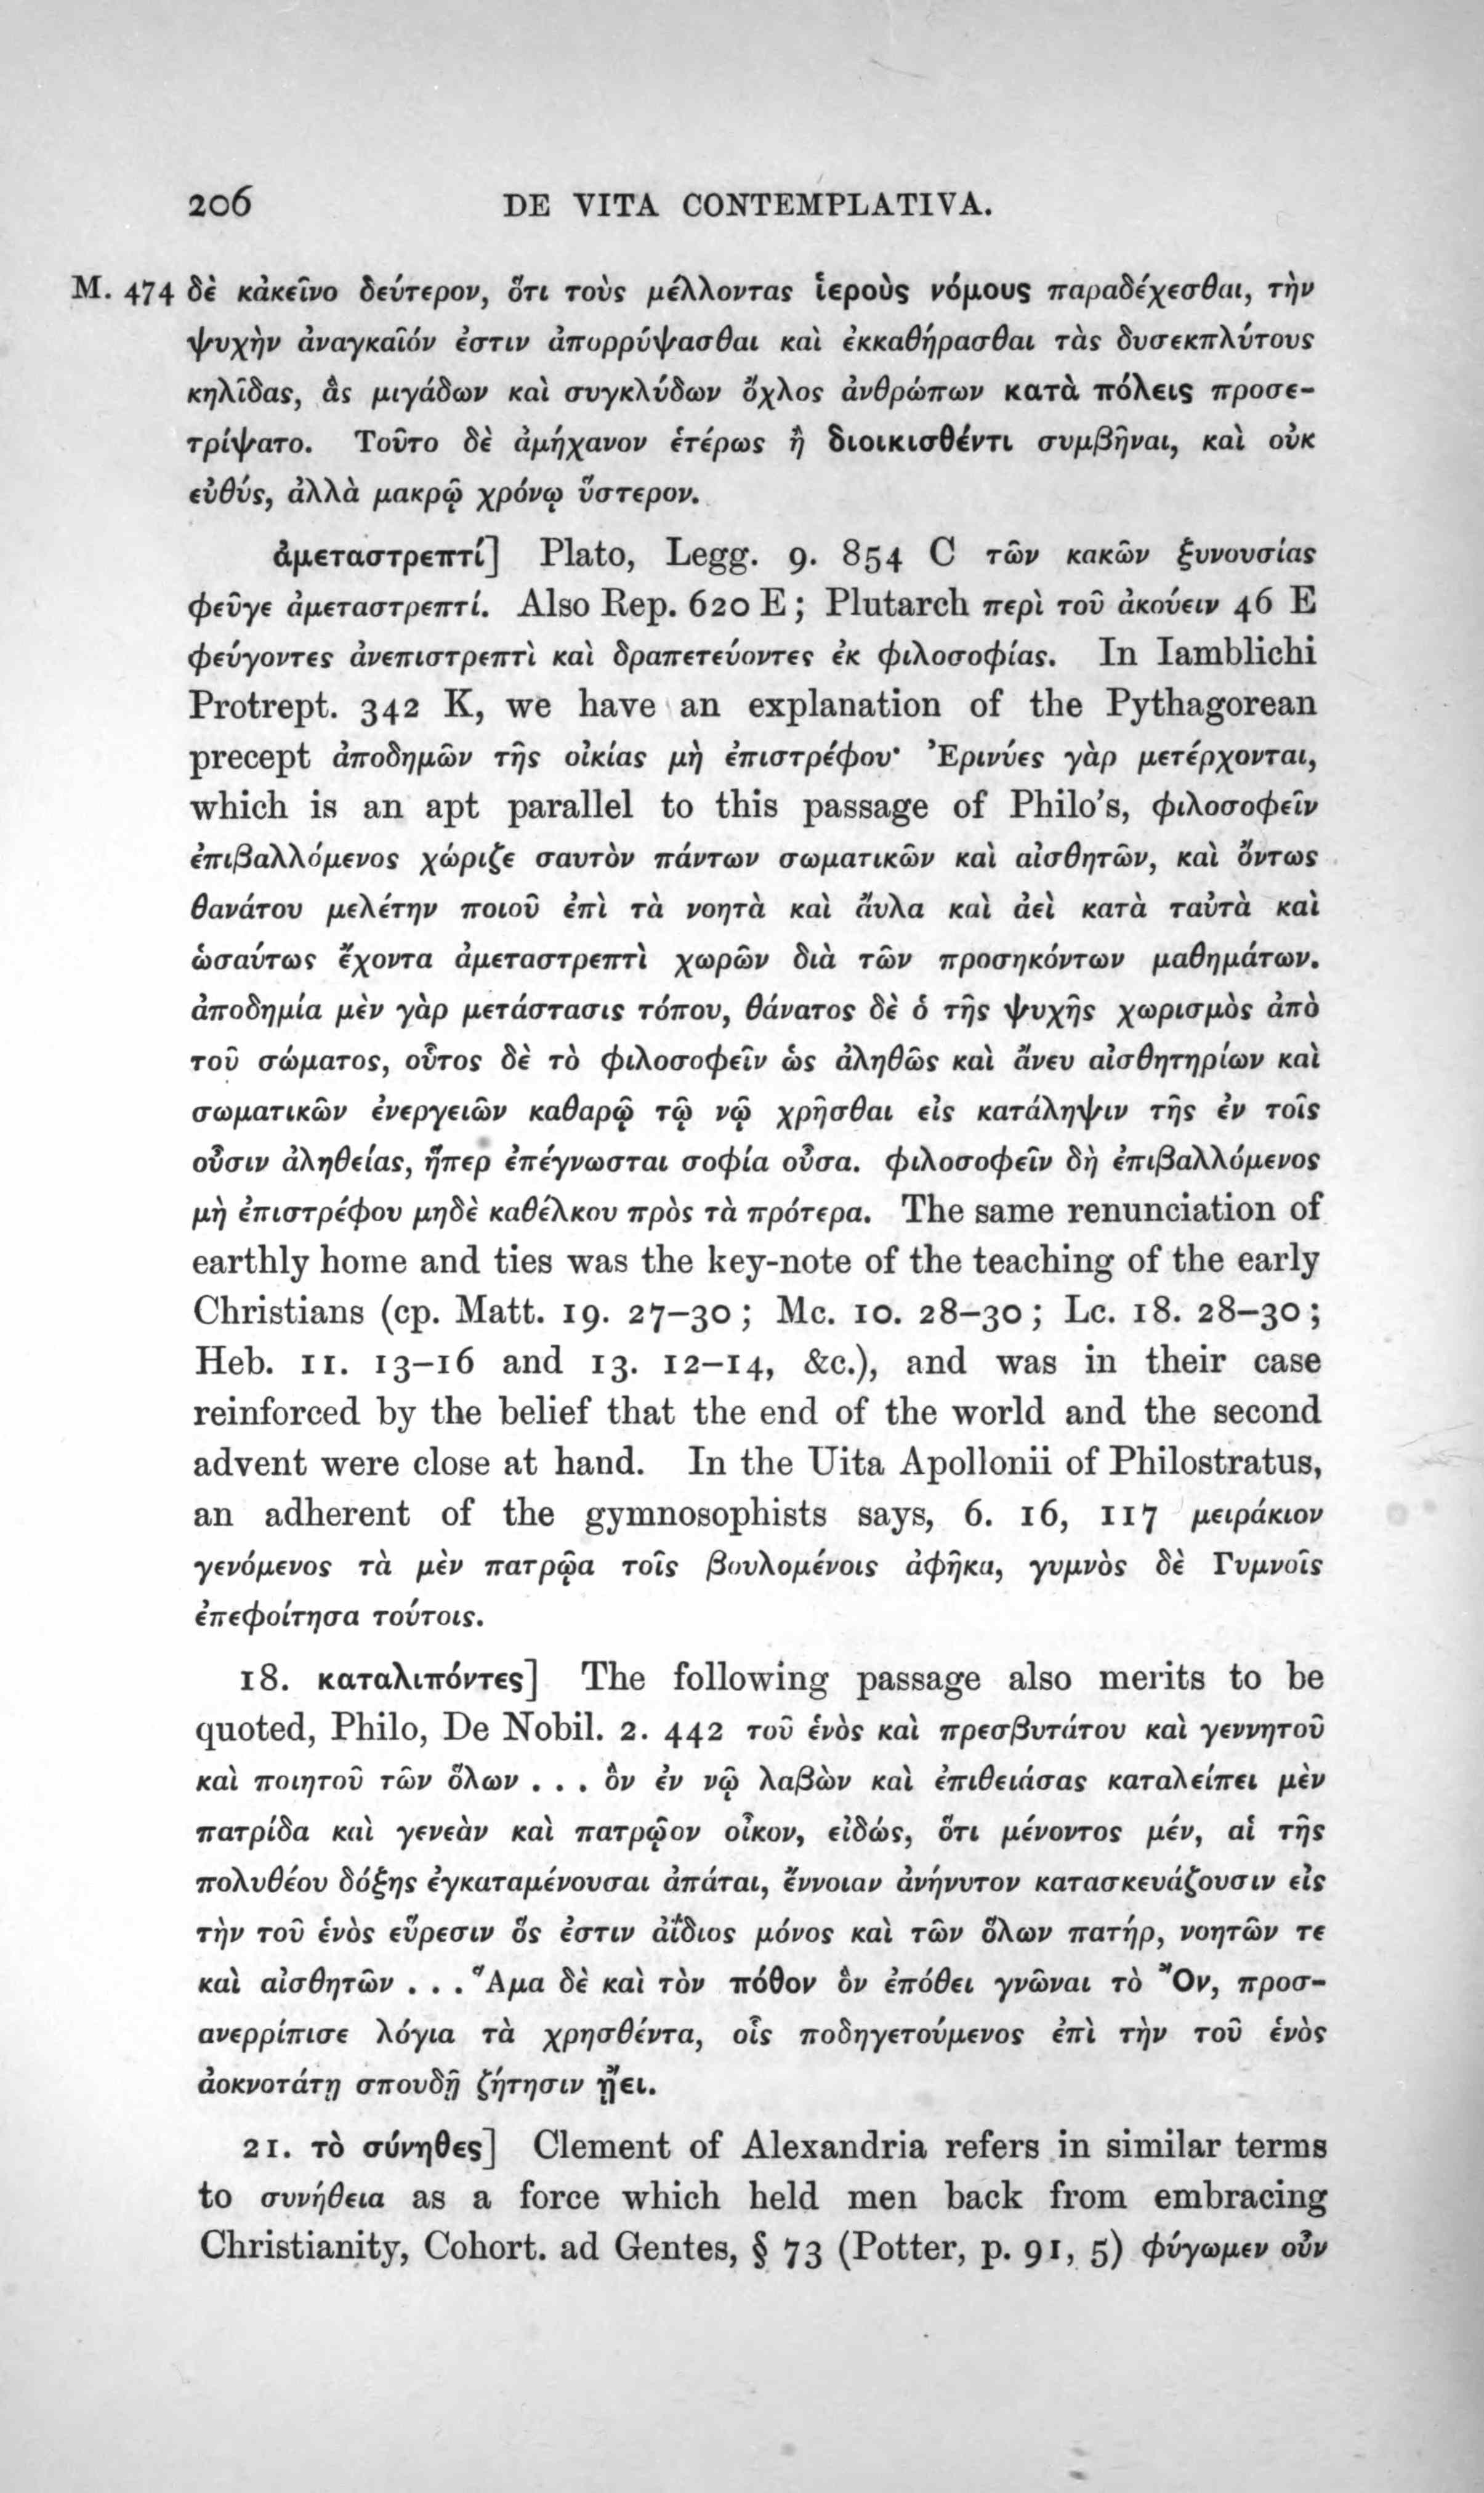 206 DE VITA CONTEMPLATIVA.
M. 474 δὲ κἀκεῖνο δεύτερον, ὅτι τοὺς μέλλοντας ἱεροὺς νόμους παραδέχεσθαι, τὴν
ψυχὴν ἀναγκαῖόν ἐστιν ἀπορρύψασθαι καὶ ἐκκαθήρασθαι τὰς δυσεκπλύτους
κηλῖδας, ἃς μιγάδων καὶ συγκλύδων ὄχλος ἀνθρώπων κατὰ πόλεις προσε-
τρίψατο. Τοῦτο δὲ ἀμήχανον ἑτέρως ἢ διοικισθέντι συμβῆναι, καὶ οὐκ
εὐθύς, ἀλλὰ μακρῷ χρόνῳ ὕστερον.
ἀμεταστρεπτί] Plato, Legg. 9. 854 C τῶν κακῶν ξυνουσίας
φεῦγε ἀμεταστρεπτί. Also Rep. 620 E; Plutarch περὶ τοῦ ἀκούειν 46 E
φεύγοντες ἀνεπιστρεπτὶ καὶ δραπετεύοντες ἐκ φιλοσοφίας. In Iamblichi
Protrept. 342 K, we have an explanation of the Pythagorean
precept ἀποδημῶν τῆς οἰκίας μὴ ἐπιστρέφου· Ἐρινύες γὰρ μετέρχονται,
which is an apt parallel to this passage of Philo's, φιλοσοφεῖν
ἐπιβαλλόμενος χώριζε σαυτὸν πάντων σωματικῶν καὶ αἰσθητῶν, καὶ ὄντως
θανάτου μελέτην ποιοῦ ἐπὶ τὰ νοητὰ καὶ ἄυλα καὶ ἀεὶ κατὰ ταὐτὰ καὶ
ὡσαύτως ἔχοντα ἀμεταστρεπτὶ χωρῶν διὰ τῶν προσηκόντων μαθημάτων.
ἀποδημία μὲν γὰρ μετάστασις τόπου, θάνατος δὲ ὁ τῆς ψυχῆς χωρισμὸς ἀπὸ
τοῦ σώματος, οὗτος δὲ τὸ φιλοσοφεῖν ὡς ἀληθῶς καὶ ἄνευ αἰσθητηρίων καὶ
σωματικῶν ἐνεργειῶν καθαρῷ τῷ νῷ χρῆσθαι εἰς κατάληψιν τῆς ἐν τοῖς
οὖσιν ἀληθείας, ἥπερ ἐπέγνωσται σοφία οὖσα. φιλοσοφεῖν δὴ ἐπιβαλλόμενος
μὴ ἐπιστρέφου μηδὲ καθέλκου πρὸς τὰ πρότερα. The same renunciation of
earthly home and ties was the key-note of the teaching of the early
Christians (cp. Matt. 19. 27–30; Mc. 10. 28–30; Lc. 18. 28–30;
Heb. 11. 13–16 and 13. 12–14, &c.), and was in their case
reinforced by the belief that the end of the world and the second
advent were close at hand. In the Uita Apollonii of Philostratus,
an adherent of the gymnosophists says, 6. 16, 117 μειράκιον
γενόμενος τὰ μὲν πατρῷα τοῖς βουλομένοις ἀφῆκα, γυμνὸς δὲ Γυμνοῖς
ἐπεφοίτησα τούτοις.
18. καταλιπόντες] The following passage also merits to be
quoted, Philo, De Nobil. 2. 442 τοῦ ἑνὸς καὶ πρεσβυτάτου καὶ γεννητοῦ
καὶ ποιητοῦ τῶν ὅλων . . . ὃν ἐν νῷ λαβὼν καὶ ἐπιθειάσας καταλείπει μὲν
πατρίδα καὶ γενεὰν καὶ πατρῷον οἶκον, εἰδώς, ὅτι μένοντος μέν, αἱ τῆς
πολυθέου δόξης ἐγκαταμένουσαι ἀπάται, ἔννοιαν ἀνήνυτον κατασκευάζουσιν εἰς
τὴν τοῦ ἑνὸς εὕρεσιν ὅς ἐστιν ἀΐδιος μόνος καὶ τῶν ὅλων πατήρ, νοητῶν τε
καὶ αἰσθητῶν . . . Ἅμα δὲ καὶ τὸν πόθον ὃν ἐπόθει γνῶναι τὸ Ὄν, προσ-
ανερρίπισε λόγια τὰ χρησθέντα, οἷς ποδηγετούμενος ἐπὶ τὴν τοῦ ἑνὸς
ἀοκνοτάτῃ σπουδῇ ζήτησιν ᾔει.
21. τὸ σύνηθες] Clement of Alexandria refers in similar terms
to συνήθεια as a force which held men back from embracing
Christianity, Cohort. ad Gentes, § 73 (Potter, p. 91, 5) φύγωμεν οὖν